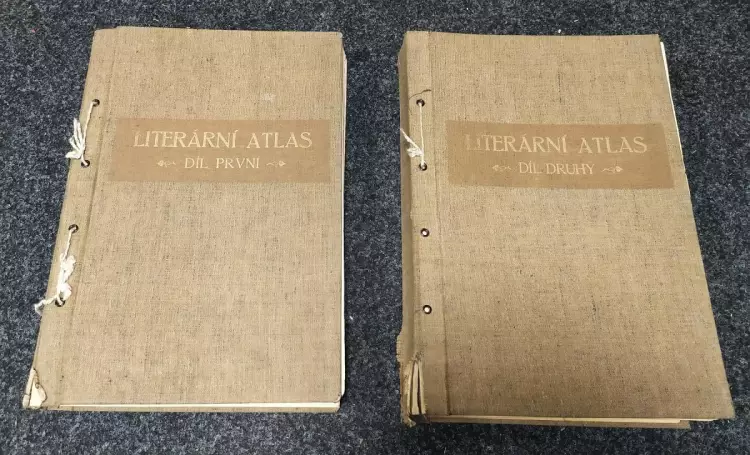 LITERÁRNÍ ATLAS
DÍL PRVNÍ
LITERÁRNÍ ATLAS
DÍL DRUHÝ